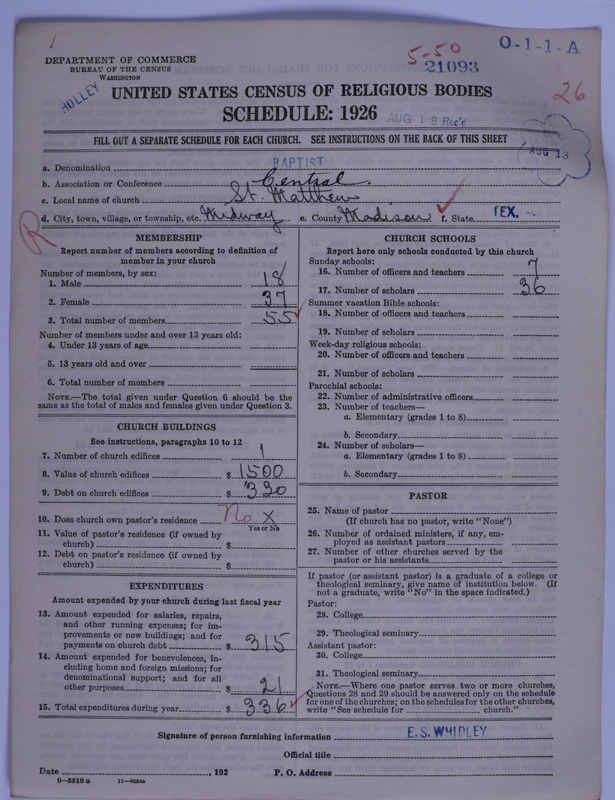 DEPARTMENT OF COMMERCE
BUREAU OF THE CENSUS
WASHINGTON
5-50
21093
O-1-1-A
HOLLEY
UNITED STATES CENSUS OF RELIGIOUS BODIES
26
SCHEDULE: 1926
AUG 18 Rec'd
FILL OUT A SEPARATE SCHEDULE FOR EACH CHURCH. SEE INSTRUCTIONS ON THE BACK OF THIS SHEET
AUG 18
a. Denomination BAPTIST
b. Association or Conference Central.
c. Local name of church St. Matthew
d. City, town, village, or township, etc. Midway e. County Madison f. State TEX.
R
MEMBERSHIP
Report number of members according to definition of
member in your church
Number of members, by sex:
1. Male 18
2. Female 37
3. Total number of members 55
Number of members under and over 13 years old:
4. Under 13 years of age
5. 13 years old and over
6. Total number of members
NOTE.—The total given under Question 6 should be the
same as the total of males and females given under Question 3.
CHURCH BUILDINGS
See instructions, paragraphs 10 to 12
7. Number of church edifices 1
8. Value of church edifices $ 1500
9. Debt on church edifices $ 330
10. Does church own pastor's residence No X
Yes or No
11. Value of pastor's residence (if owned by
church) $
12. Debt on pastor's residence (if owned by
church) $
EXPENDITURES
Amount expended by your church during last fiscal year
13. Amount expended for salaries, repairs,
and other running expenses; for im-
provements or new buildings; and for
payments on church debt $ 315
14. Amount expended for benevolences, in-
cluding home and foreign missions; for
denominational support; and for all
other purposes $ 21
15. Total expenditures during year $ 336
CHURCH SCHOOLS
Report here only schools conducted by this church
Sunday schools:
16. Number of officers and teachers 7
17. Number of scholars 36
Summer vacation Bible schools:
18. Number of officers and teachers
19. Number of scholars
Week-day religious schools:
20. Number of officers and teachers
21. Number of scholars
Parochial schools:
22. Number of administrative officers
23. Number of teachers—
a. Elementary (grades 1 to 8)
b. Secondary
24. Number of scholars—
a. Elementary (grades 1 to 8)
b. Secondary
PASTOR
25. Name of pastor
(If church has no pastor, write "None")
26. Number of ordained ministers, if any, em-
ployed as assistant pastors
27. Number of other churches served by the
pastor or his assistants
If pastor (or assistant pastor) is a graduate of a college or
theological seminary, give name of institution below. (If
not a graduate, write "No" in the space indicated.)
Pastor:
28. College
29. Theological seminary
Assistant pastor:
30. College
31. Theological seminary
NOTE.—Where one pastor serves two or more churches,
Questions 28 and 29 should be answered only on the schedule
for one of the churches; on the schedules for the other churches,
write "See schedule for church."
Signature of person furnishing information E. S. WHIDLEY
Official title
Date , 192 P. O. Address
8-5518 a 11-9054a